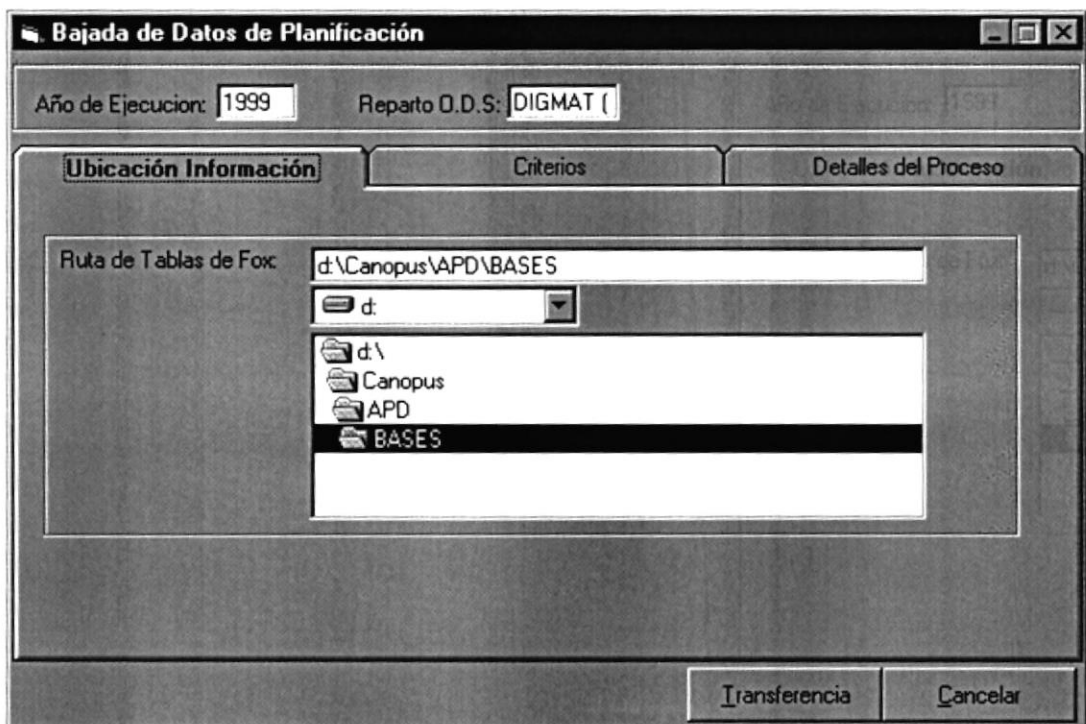 Bajada de Datos de Planificación
Año de Ejecucion: 1999 Reparto O.D.S: DIGMAT (
Ubicación Información Criterios Detalles del Proceso
Ruta de Tablas de Fox: d:\Canopus\APD\BASES
d:
d:\
Canopus
APD
BASES
Transferencia Cancelar